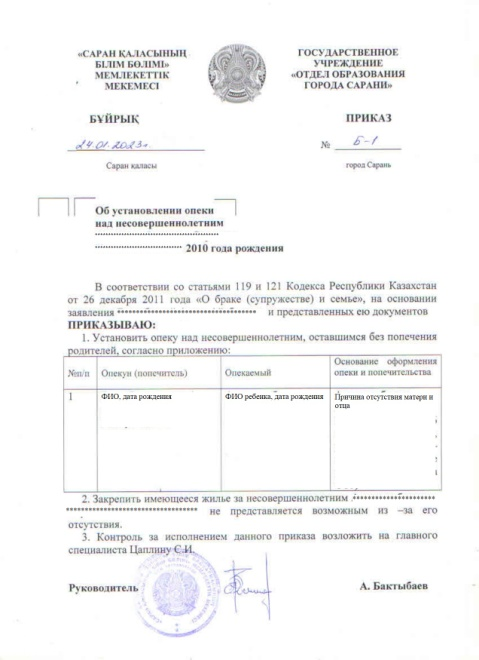 «САРАН ҚАЛАСЫНЫҢ
БІЛІМ БӨЛІМІ»
МЕМЛЕКЕТТІК
МЕКЕМЕСІ
ГОСУДАРСТВЕННОЕ
УЧРЕЖДЕНИЕ
«ОТДЕЛ ОБРАЗОВАНИЯ
ГОРОДА САРАНИ»
БҰЙРЫҚ
ПРИКАЗ
24.01.2023г.
№ Б-1
Саран қаласы
город Сарань
Об установлении опеки
над несовершеннолетним
2010 года рождения
В соответствии со статьями 119 и 121 Кодекса Республики Казахстан
от 26 декабря 2011 года «О браке (супружестве) и семье», на основании
заявления и представленных ею документов
ПРИКАЗЫВАЮ:
1. Установить опеку над несовершеннолетним, оставшимся без попечения
родителей, согласно приложению:
№п/п Опекун (попечитель) Опекаемый Основание оформления
опеки и попечительства
1 ФИО, дата рождения ФИО ребенка, дата рождения Причина отсутствия матери и
отца
2. Закрепить имеющееся жилье за несовершеннолетним
не представляется возможным из –за его
отсутствия.
3. Контроль за исполнением данного приказа возложить на главного
специалиста Цаплину С.И.
Руководитель
А. Бактыбаев